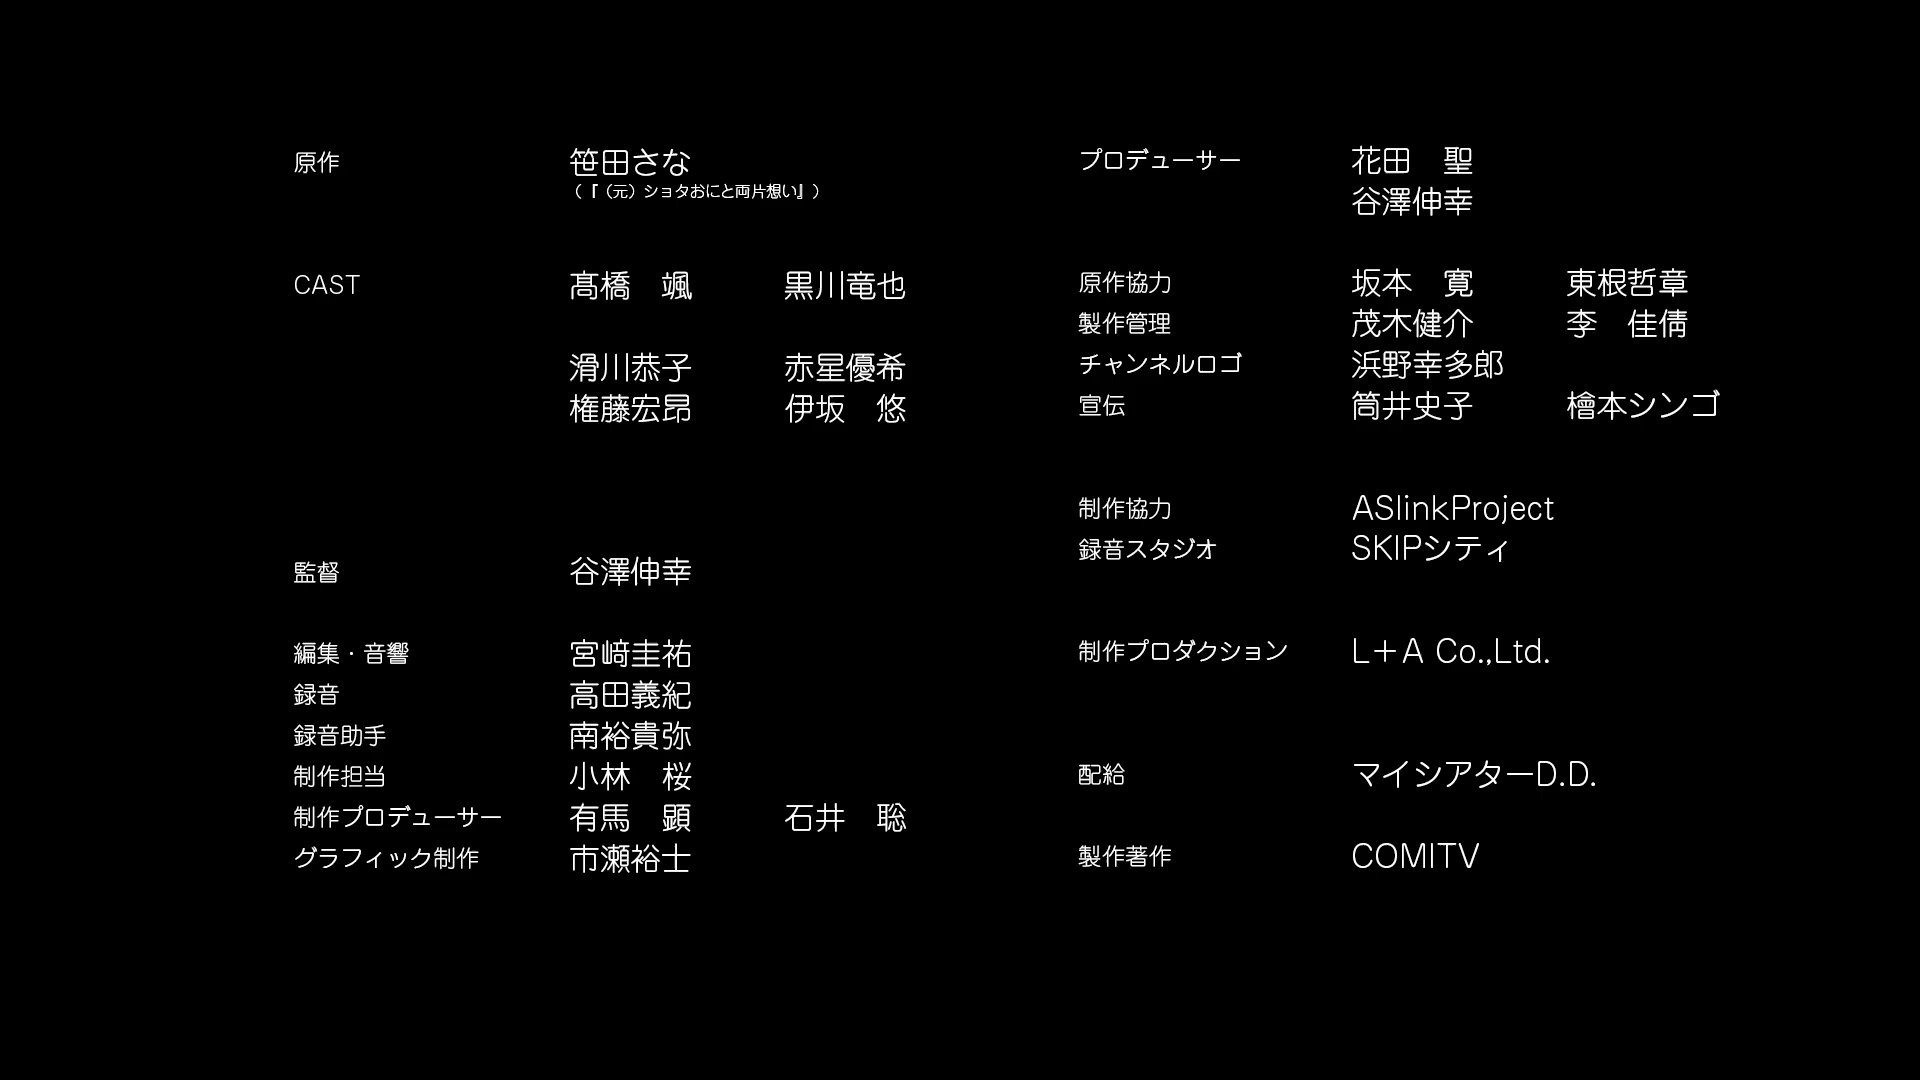 原作　笹田さな
（『（元）ショタおにと両片想い』）
CAST　髙橋　颯　黒川竜也
滑川恭子　赤星優希
権藤宏昂　伊坂　悠
監督　谷澤伸幸
編集・音響　宮﨑圭祐
録音　高田義紀
録音助手　南裕貴弥
制作担当　小林　桜
制作プロデューサー　有馬　顕　石井　聡
グラフィック制作　市瀬裕士
プロデューサー　花田　聖
谷澤伸幸
原作協力　坂本　寛　東根哲章
製作管理　茂木健介　李　佳倩
チャンネルロゴ　浜野幸多郎
宣伝　筒井史子　檜本シンゴ
制作協力　ASlinkProject
録音スタジオ　SKIPシティ
制作プロダクション　L＋A Co.,Ltd.
配給　マイシアターD.D.
製作著作　COMITV